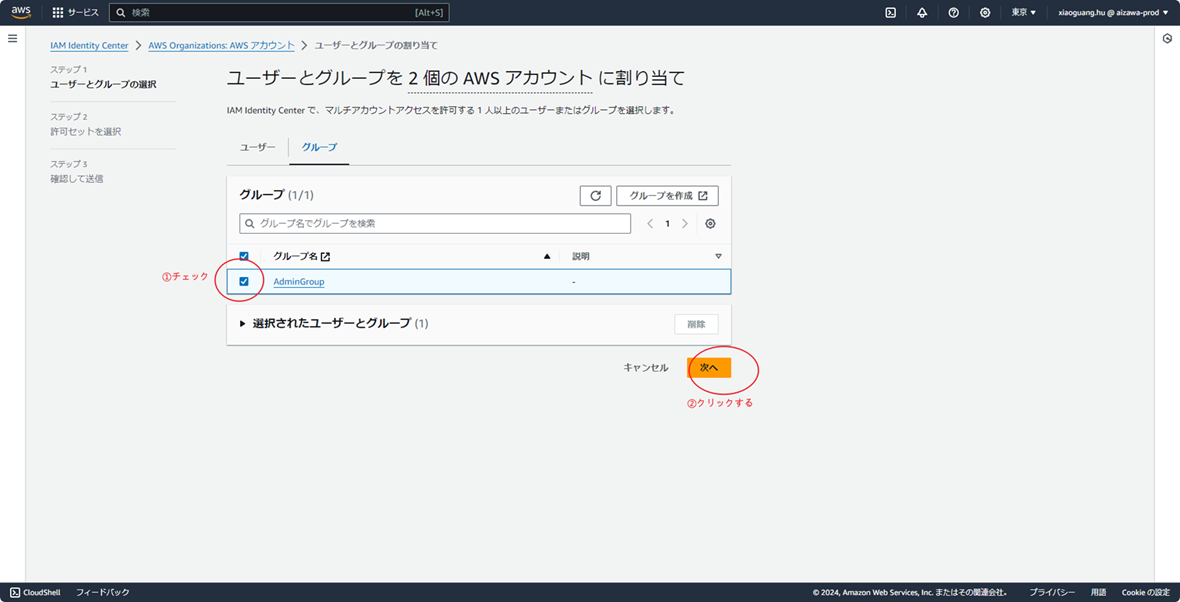 aws
サービス
検索
[Alt+S]
東京 ▼
xiaoguang.hu @ aizawa-prod ▼
IAM Identity Center > AWS Organizations: AWS アカウント > ユーザーとグループの割り当て
ステップ 1
ユーザーとグループの選択
ステップ 2
許可セットを選択
ステップ 3
確認して送信
ユーザーとグループを 2 個の AWS アカウント に割り当て
IAM Identity Center で、マルチアカウントアクセスを許可する 1 人以上のユーザーまたはグループを選択します。
ユーザー
グループ
グループ (1/1)
グループを作成
グループ名でグループを検索
< 1 >
グループ名 ▲
説明 ▽
①チェック
AdminGroup
-
▶ 選択されたユーザーとグループ (1)
削除
キャンセル
次へ
②クリックする
CloudShell
フィードバック
© 2024, Amazon Web Services, Inc. またはその関連会社。
プライバシー
用語
Cookie の設定